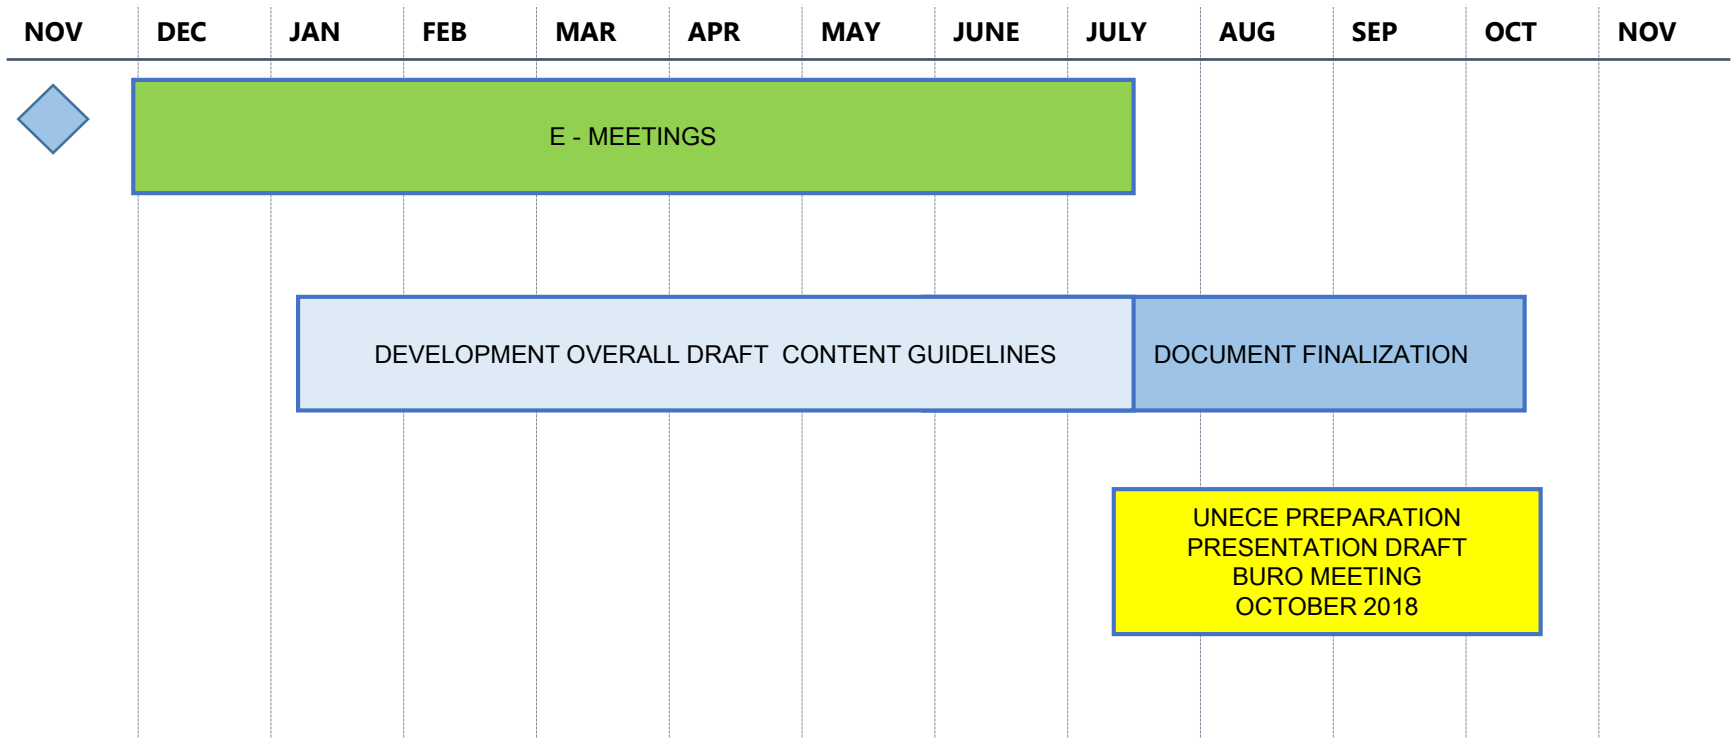 NOV DEC JAN FEB MAR APR MAY JUNE JULY AUG SEP OCT NOV
E - MEETINGS
DEVELOPMENT OVERALL DRAFT  CONTENT GUIDELINES DOCUMENT FINALIZATION
UNECE PREPARATION
PRESENTATION DRAFT
BURO MEETING
OCTOBER 2018